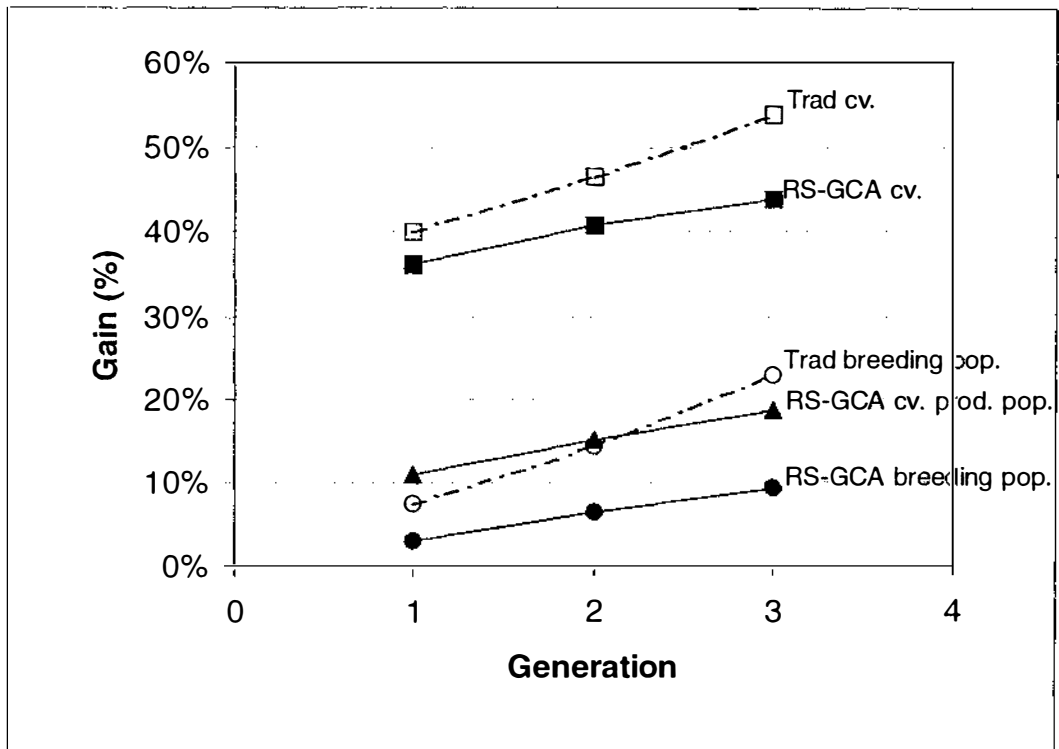 60%
Trad cv.
50%
RS-GCA cv.
40%
30%
Trad breeding pop.
20%
RS-GCA cv. prod. pop.
10%
RS-GCA breeding pop.
0%
0 1 2 3 4
Gain (%)
Generation